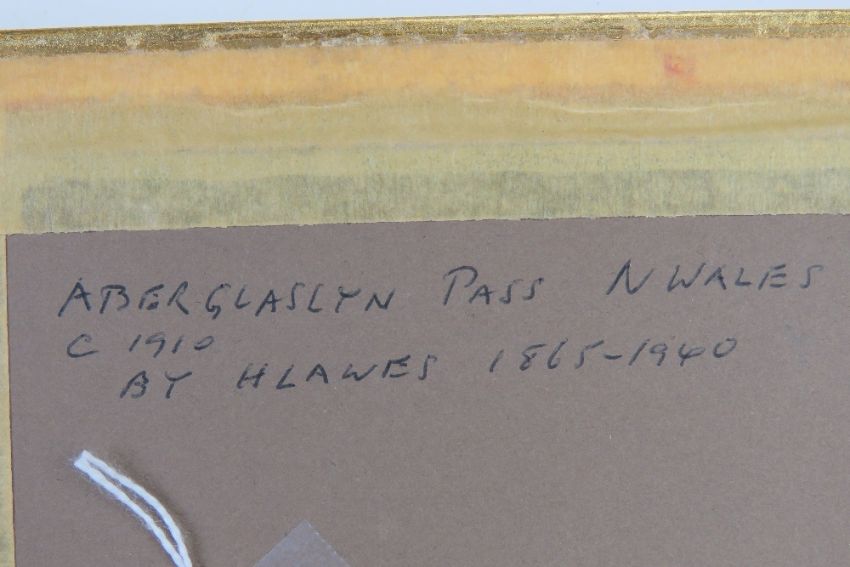 ABERGLASLYN PASS N WALES
C 1910
BY H LAWES 1865-1940